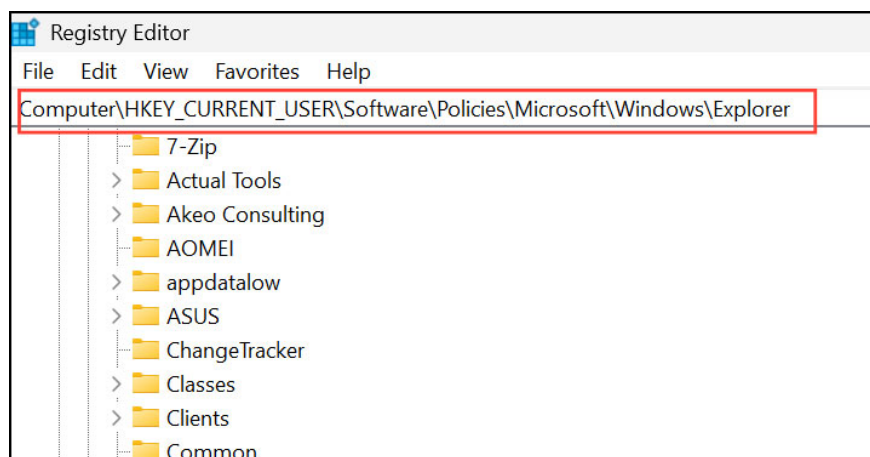 Registry Editor
File Edit View Favorites Help
Computer\HKEY_CURRENT_USER\Software\Policies\Microsoft\Windows\Explorer
7-Zip
Actual Tools
Akeo Consulting
AOMEI
appdatalow
ASUS
ChangeTracker
Classes
Clients
Common